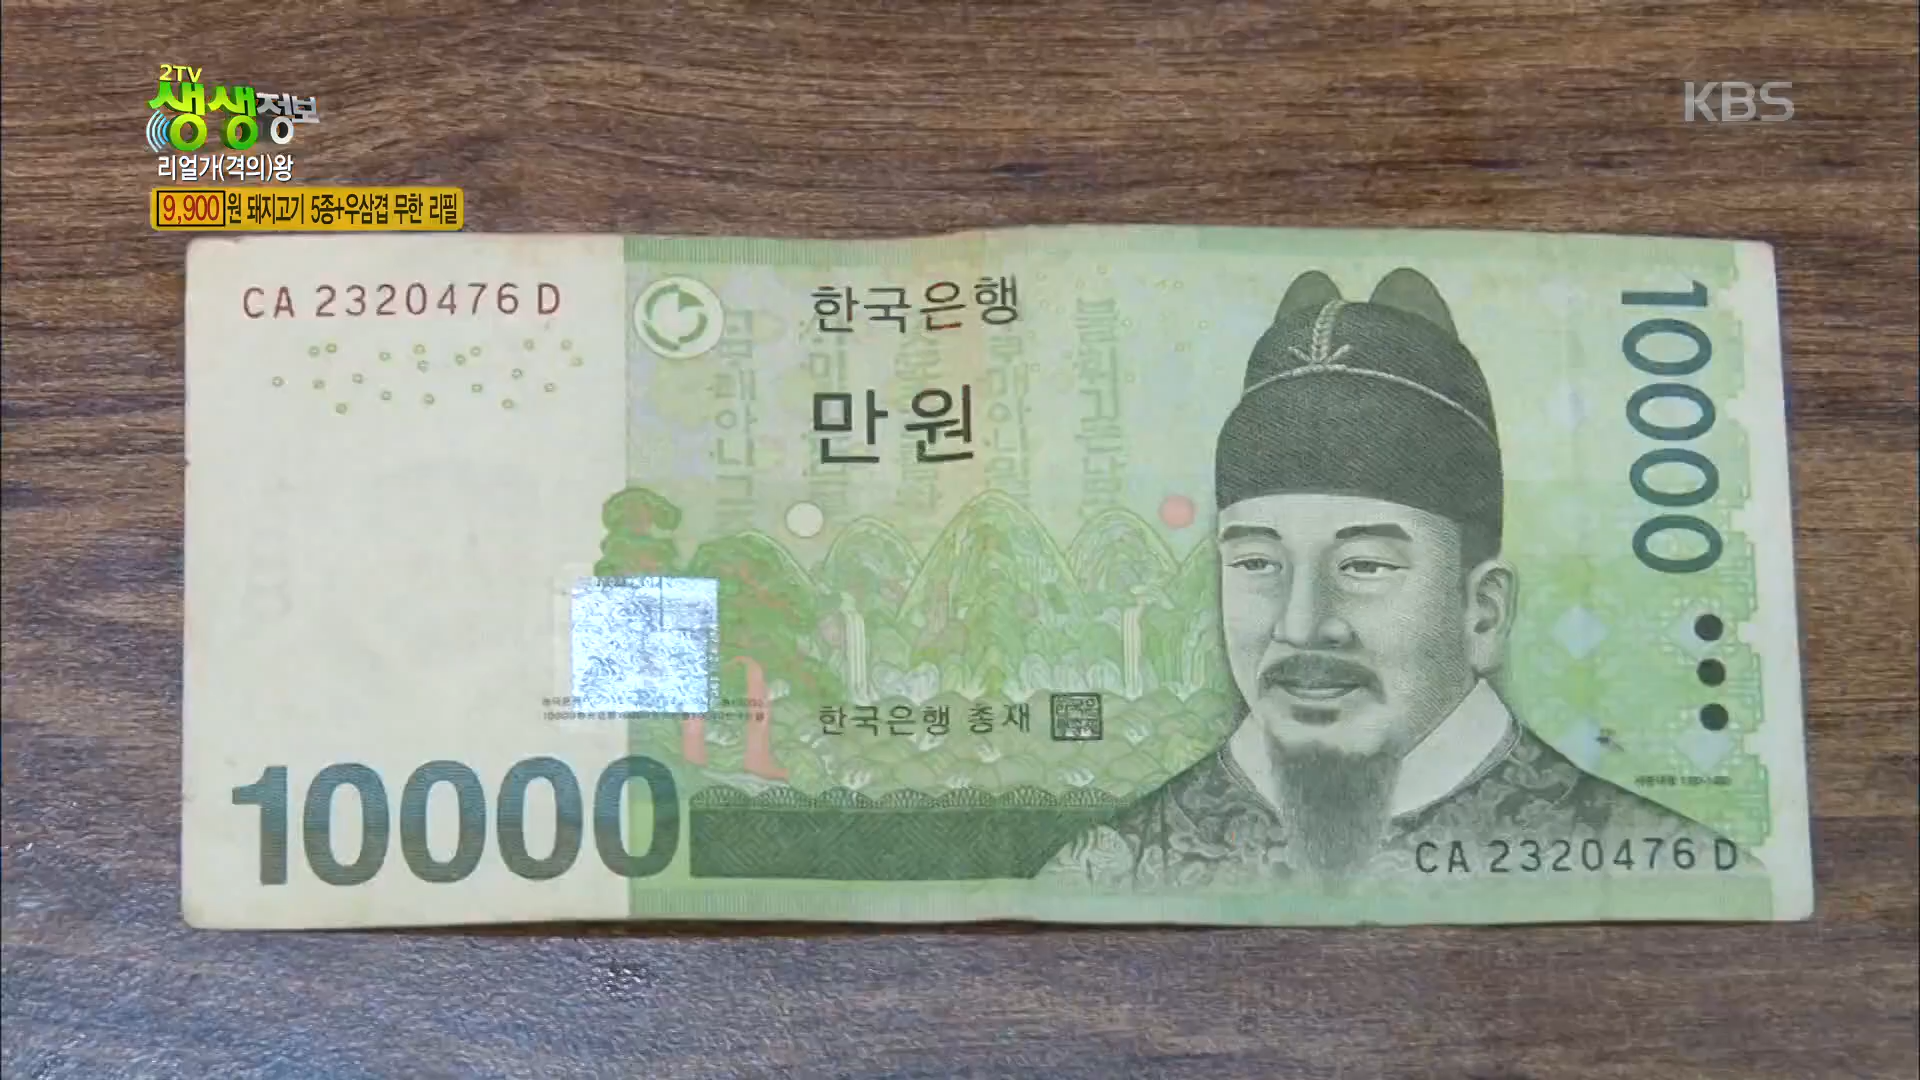 2TV
생생정보
KBS
리얼가(격의)왕
9,900원 돼지고기 5종+우삼겹 무한 리필
CA 2320476 D
한국은행
만원
10000
한국은행 총재
10000
CA 2320476 D